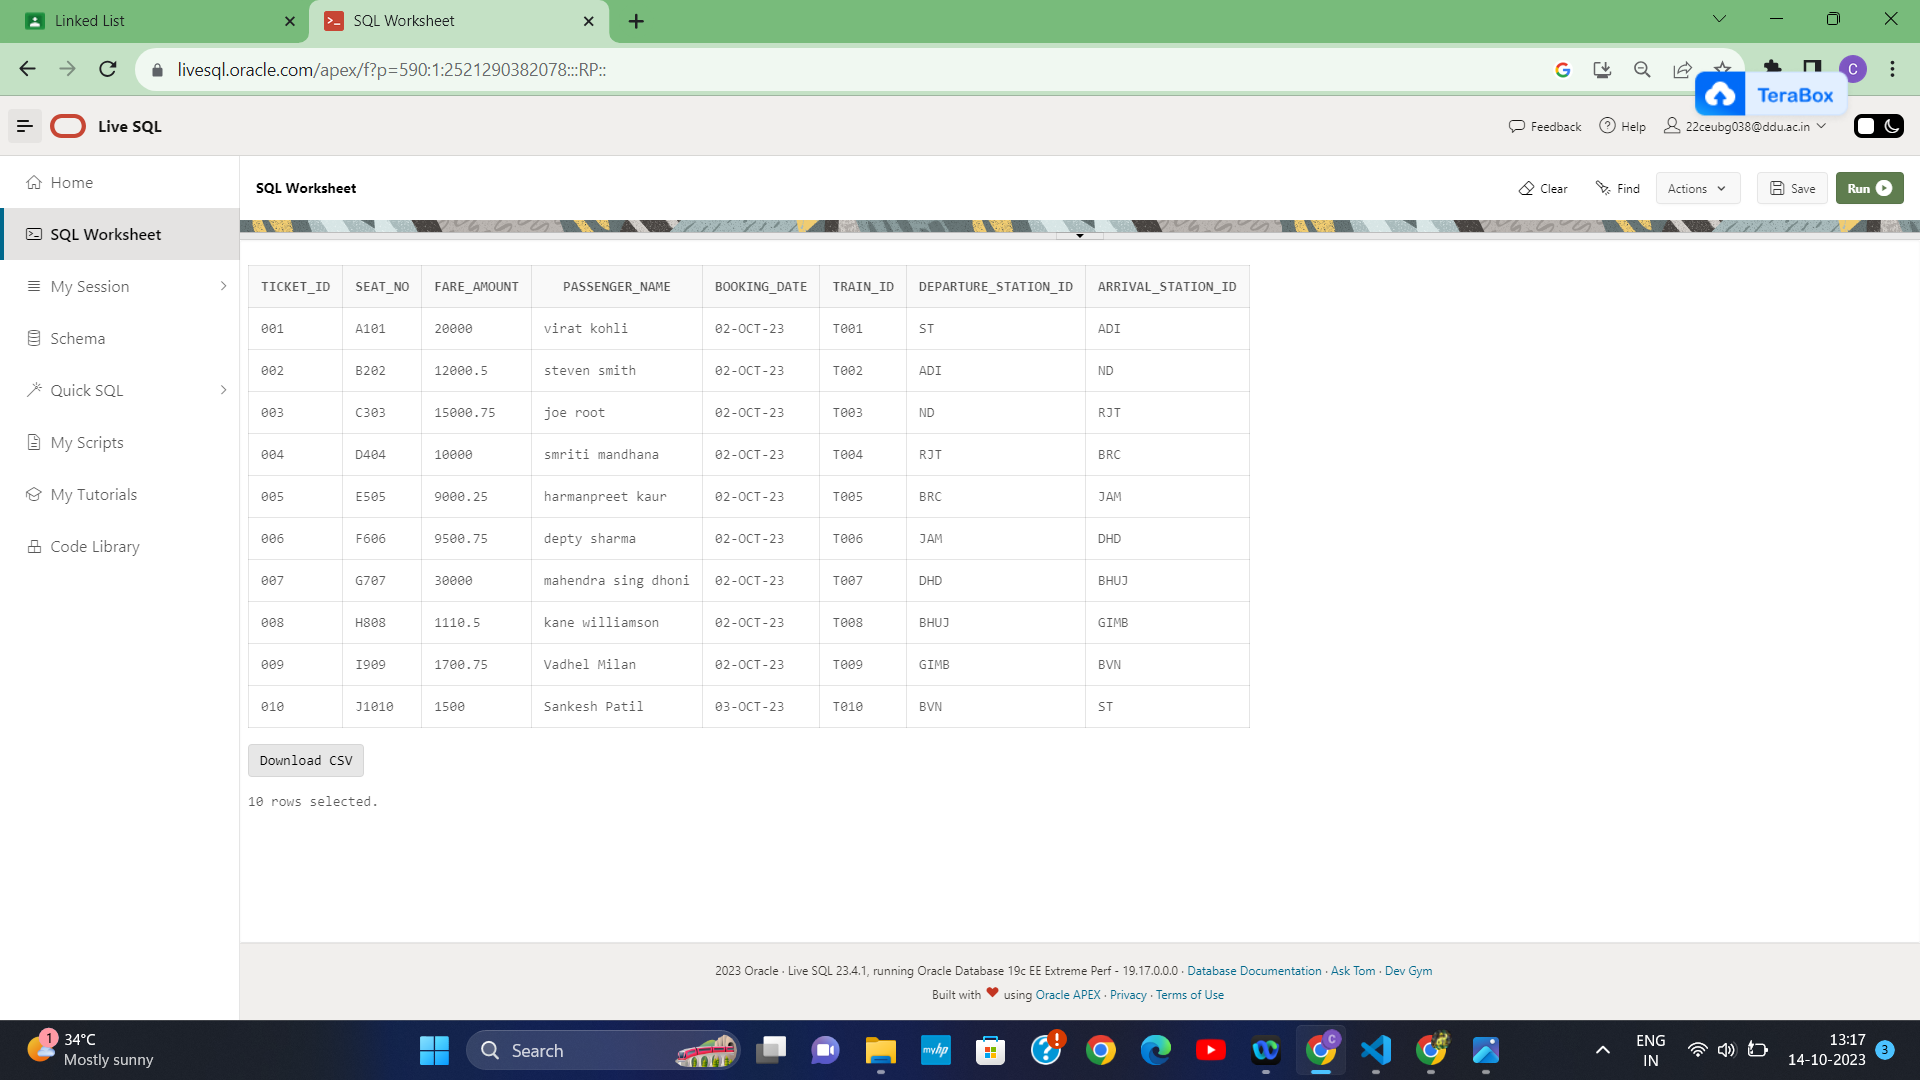 Linked List
SQL Worksheet
livesql.oracle.com/apex/f?p=590:1:2521290382078:::RP::
C
TeraBox
Live SQL
Feedback
Help
22ceubg038@ddu.ac.in
Home
SQL Worksheet
My Session
Schema
Quick SQL
My Scripts
My Tutorials
Code Library
SQL Worksheet
Clear
Find
Actions
Save
Run
TICKET_ID SEAT_NO FARE_AMOUNT PASSENGER_NAME BOOKING_DATE TRAIN_ID DEPARTURE_STATION_ID ARRIVAL_STATION_ID
001 A101 20000 virat kohli 02-OCT-23 T001 ST ADI
002 B202 12000.5 steven smith 02-OCT-23 T002 ADI ND
003 C303 15000.75 joe root 02-OCT-23 T003 ND RJT
004 D404 10000 smriti mandhana 02-OCT-23 T004 RJT BRC
005 E505 9000.25 harmanpreet kaur 02-OCT-23 T005 BRC JAM
006 F606 9500.75 depty sharma 02-OCT-23 T006 JAM DHD
007 G707 30000 mahendra sing dhoni 02-OCT-23 T007 DHD BHUJ
008 H808 1110.5 kane williamson 02-OCT-23 T008 BHUJ GIMB
009 I909 1700.75 Vadhel Milan 02-OCT-23 T009 GIMB BVN
010 J1010 1500 Sankesh Patil 03-OCT-23 T010 BVN ST
Download CSV
10 rows selected.
2023 Oracle · Live SQL 23.4.1, running Oracle Database 19c EE Extreme Perf - 19.17.0.0.0 · Database Documentation · Ask Tom · Dev Gym
Built with ❤ using Oracle APEX · Privacy · Terms of Use
1
34°C
Mostly sunny
Search
myhp
C
ENG
IN
13:17
14-10-2023
3